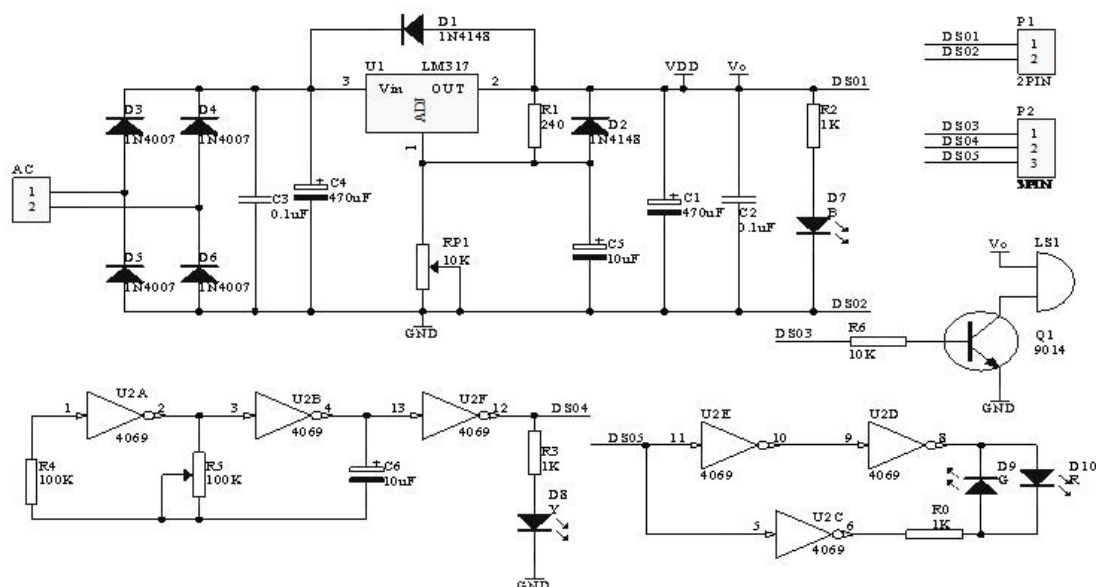 D1
1N4148
U1
LM317
3
Vin
OUT
2
ADJ
1
VDD
Vo
DS01
P1
DS01
1
DS02
2
2PIN
D3
1N4007
D4
1N4007
R1
240
D2
1N4148
R2
1K
P2
DS03
1
DS04
2
DS05
3
AC
1
2
C3
0.1uF
C4
470uF
C1
470uF
C2
0.1uF
D7
B
D5
1N4007
D6
1N4007
RP1
10K
C5
10uF
DS02
GND
Vo
LS1
DS03
R6
10K
Q1
9014
GND
1
U2A
2
4069
3
U2B
4
4069
13
U2F
12
4069
DS04
R4
100K
R5
100K
C6
10uF
R3
1K
D8
Y
GND
DS05
11
U2E
10
4069
9
U2D
8
4069
D9
G
D10
R
5
U2C
6
4069
R0
1K